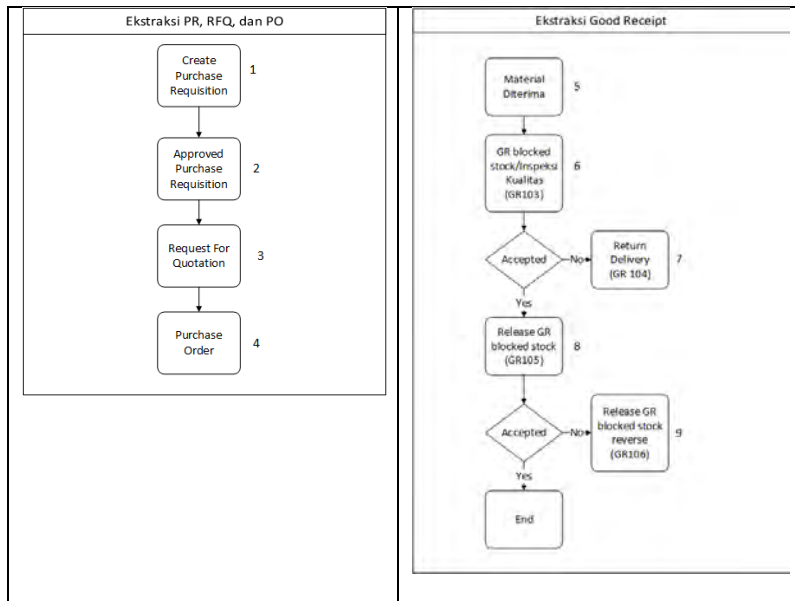 Ekstraksi PR, RFQ, dan PO
Create
Purchase
Requisition
1
Approved
Purchase
Requisition
2
Request For
Quotation
3
Purchase
Order
4
Ekstraksi Good Receipt
Material
Diterima
5
GR blocked
stock/Inspeksi
Kualitas
(GR103)
6
Accepted
No
Return
Delivery
(GR 104)
7
Yes
Release GR
blocked stock
(GR105)
8
Accepted
No
Release GR
blocked stock
reverse
(GR106)
9
Yes
End